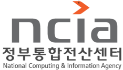 ncia
정부통합전산센터
National Computing & Information Agency